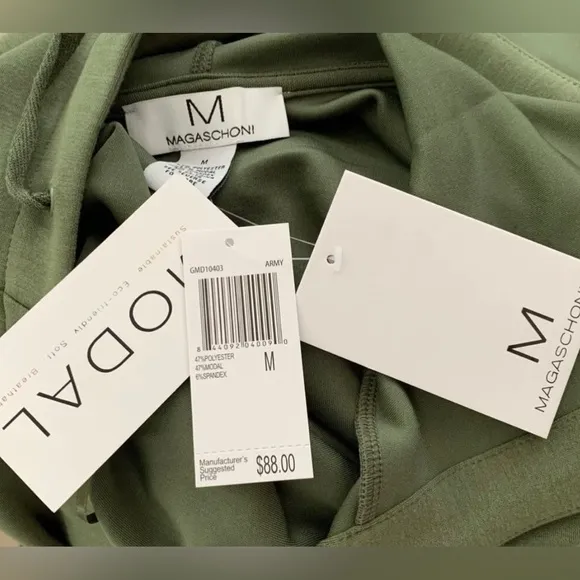 M
MAGASCHONI
M
MODAL
Sustainable Eco-friendly Soft Breathab
GMD10403 ARMY
8 44092 04009 0
47%POLYESTER
47%MODAL
6%SPANDEX
M
Manufacturer's
Suggested
Price
$88.00
M
MAGASCHONI